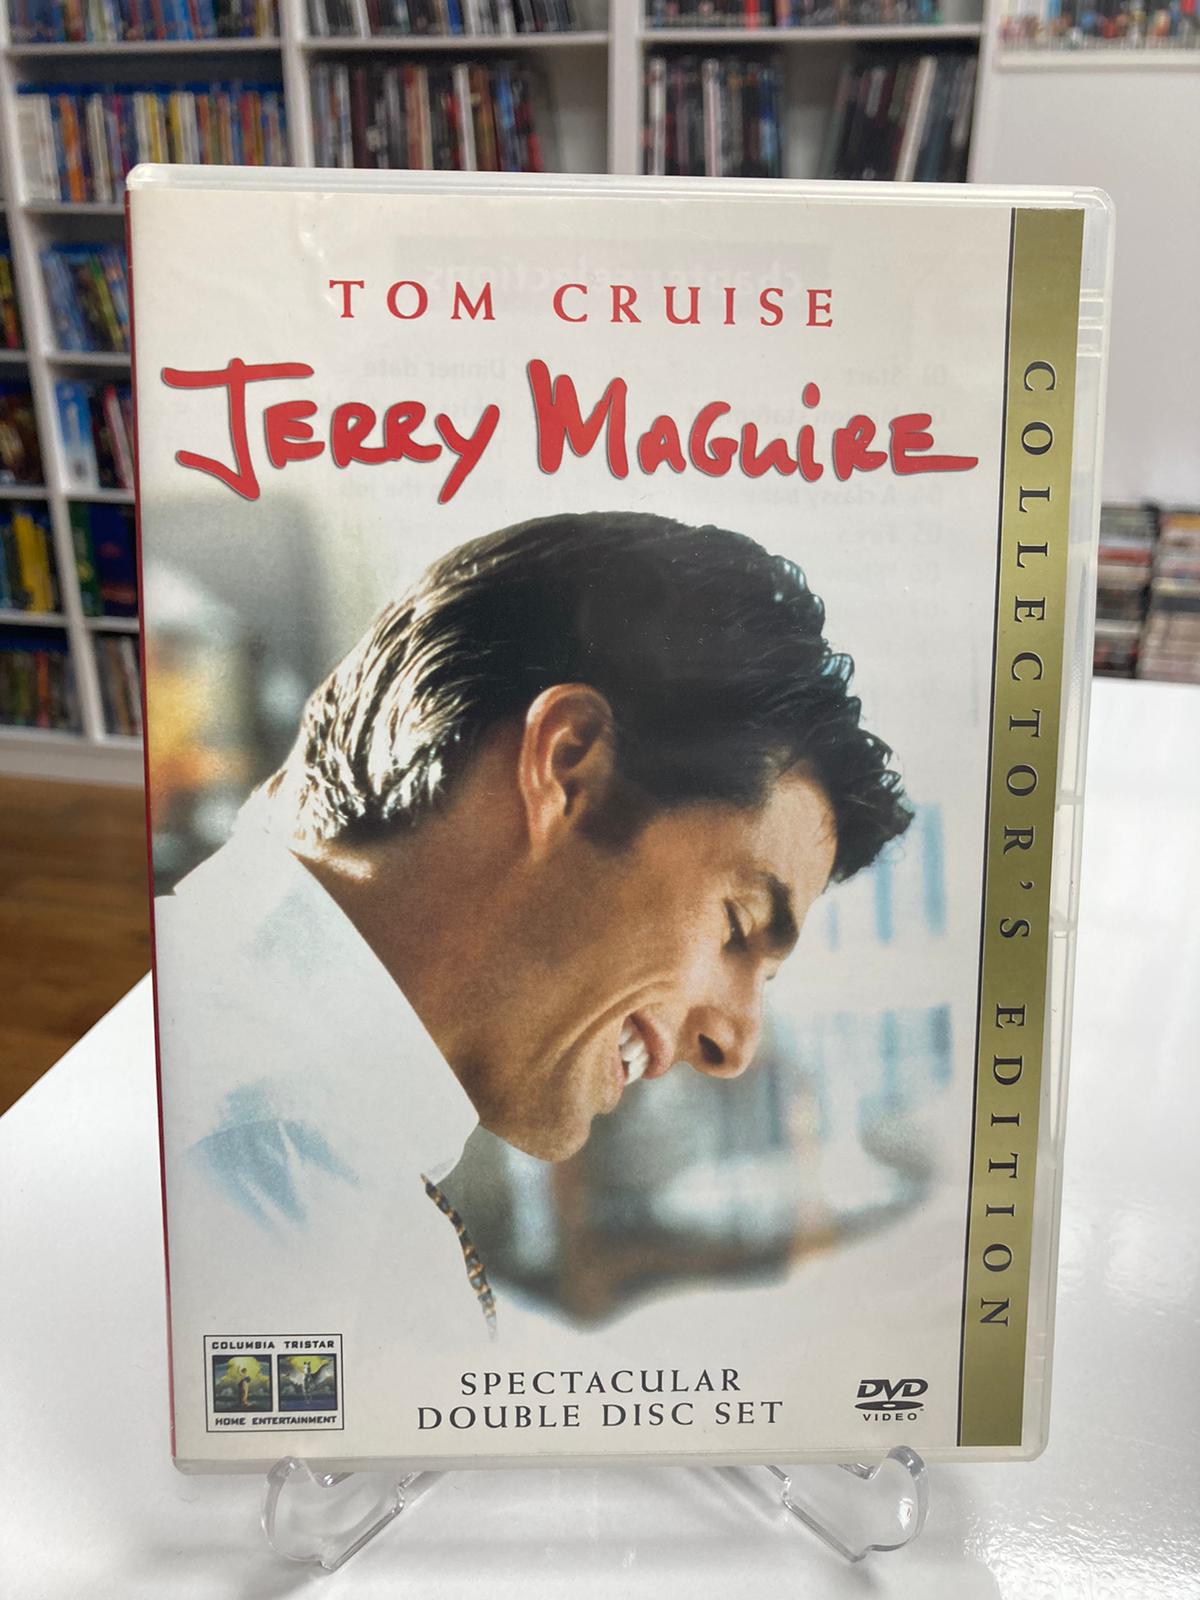 TOM CRUISE
JERRY MAGUIRE
COLLECTOR'S EDITION
COLUMBIA TRISTAR
HOME ENTERTAINMENT
SPECTACULAR
DOUBLE DISC SET
DVD
VIDEO